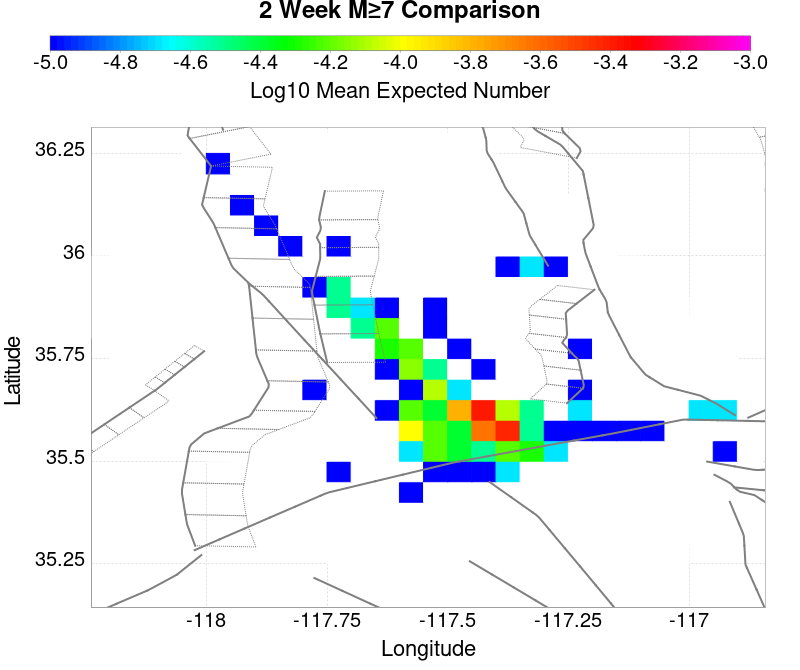 2 Week M≥7 Comparison
-5.0 -4.8 -4.6 -4.4 -4.2 -4.0 -3.8 -3.6 -3.4 -3.2 -3.0
Log10 Mean Expected Number
36.25
36
35.75
35.5
35.25
Latitude
-118 -117.75 -117.5 -117.25 -117
Longitude